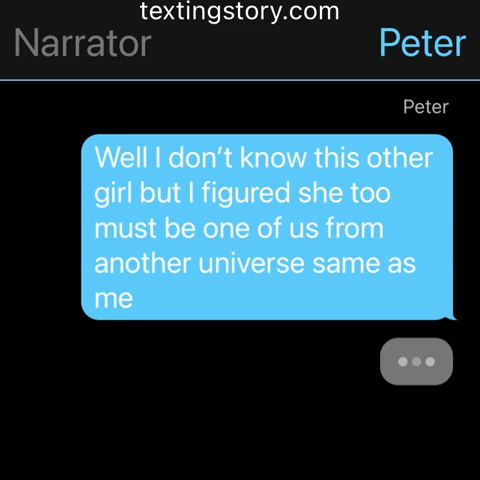 textingstory.com
Narrator Peter
Peter
Well I don’t know this other
girl but I figured she too
must be one of us from
another universe same as
me